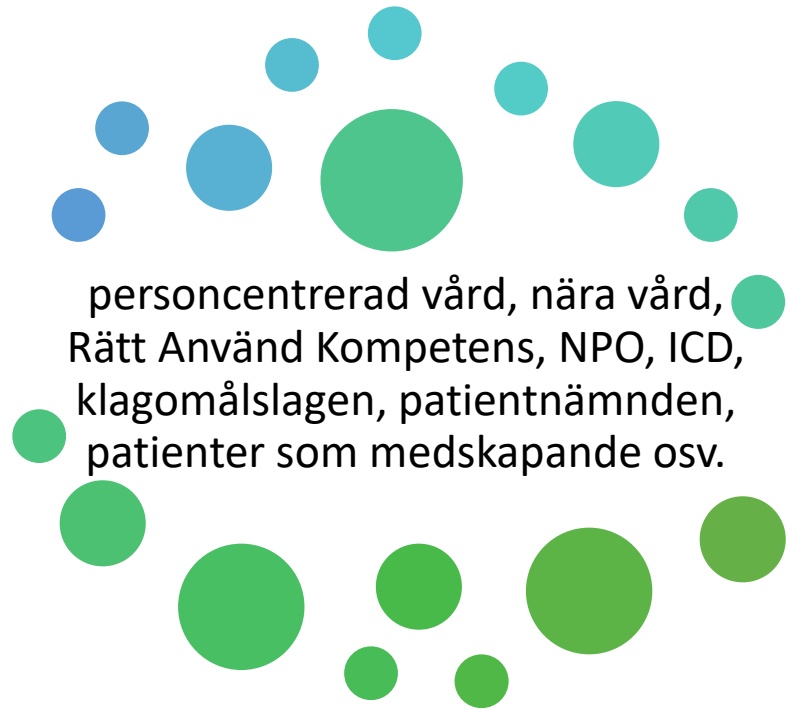 personcentrerad vård, nära vård,
Rätt Använd Kompetens, NPO, ICD,
klagomålslagen, patientnämnden,
patienter som medskapande osv.